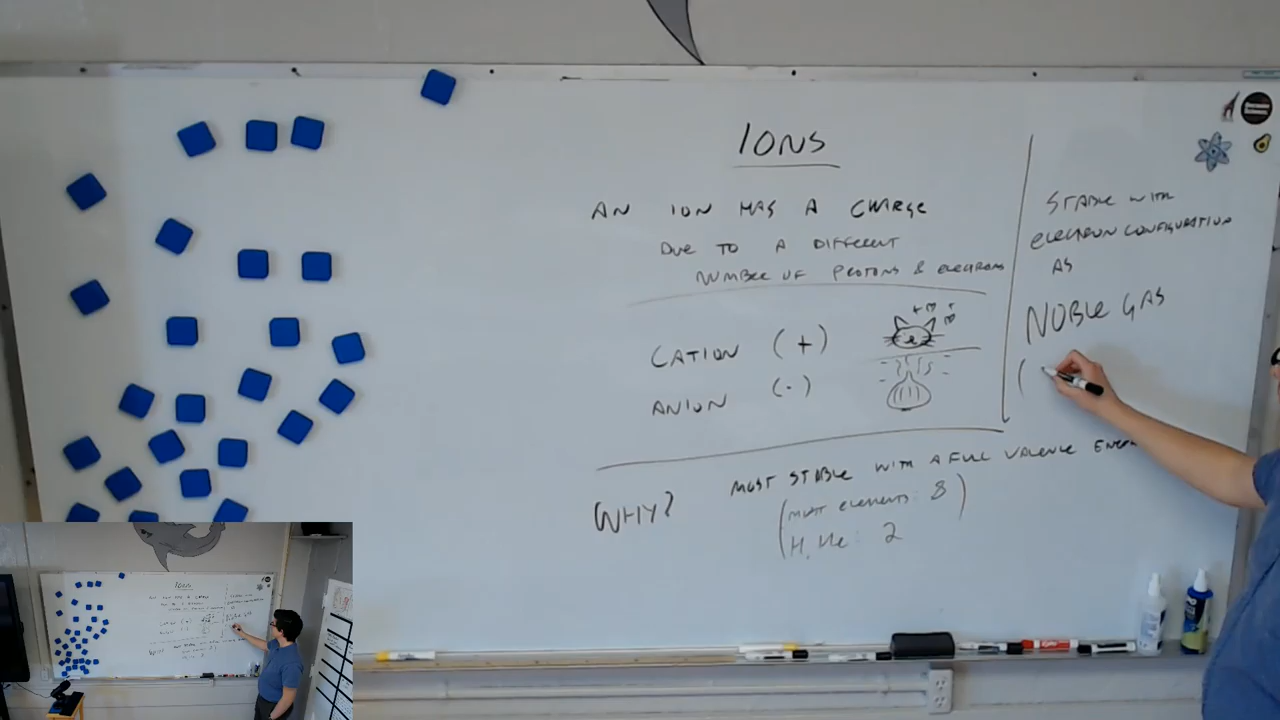 IONS
AN ION HAS A CHARGE
DUE TO A DIFFERENT
NUMBER OF PROTONS & ELECTRONS
CATION (+)
ANION (-)
WHY?
MOST STABLE WITH A FULL VALENCE ENER
(MOST ELEMENTS: 8)
H, He: 2
STABLE WITH
ELECTRON CONFIGURATION
AS
NOBLE GAS
(